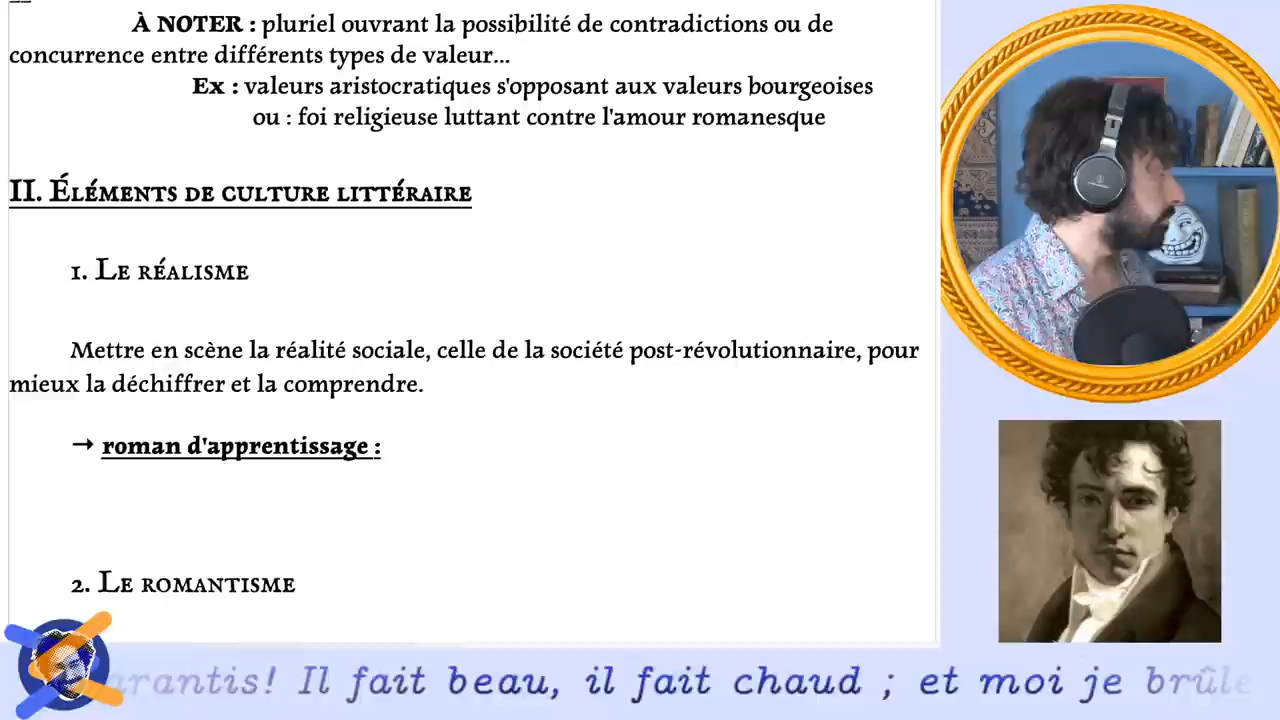 À NOTER : pluriel ouvrant la possibilité de contradictions ou de
concurrence entre différents types de valeur...
Ex : valeurs aristocratiques s'opposant aux valeurs bourgeoises
ou : foi religieuse luttant contre l'amour romanesque
II. Éléments de culture littéraire
1. Le réalisme
Mettre en scène la réalité sociale, celle de la société post-révolutionnaire, pour
mieux la déchiffrer et la comprendre.
→ roman d'apprentissage :
2. Le romantisme
arantis! Il fait beau, il fait chaud ; et moi je brûle